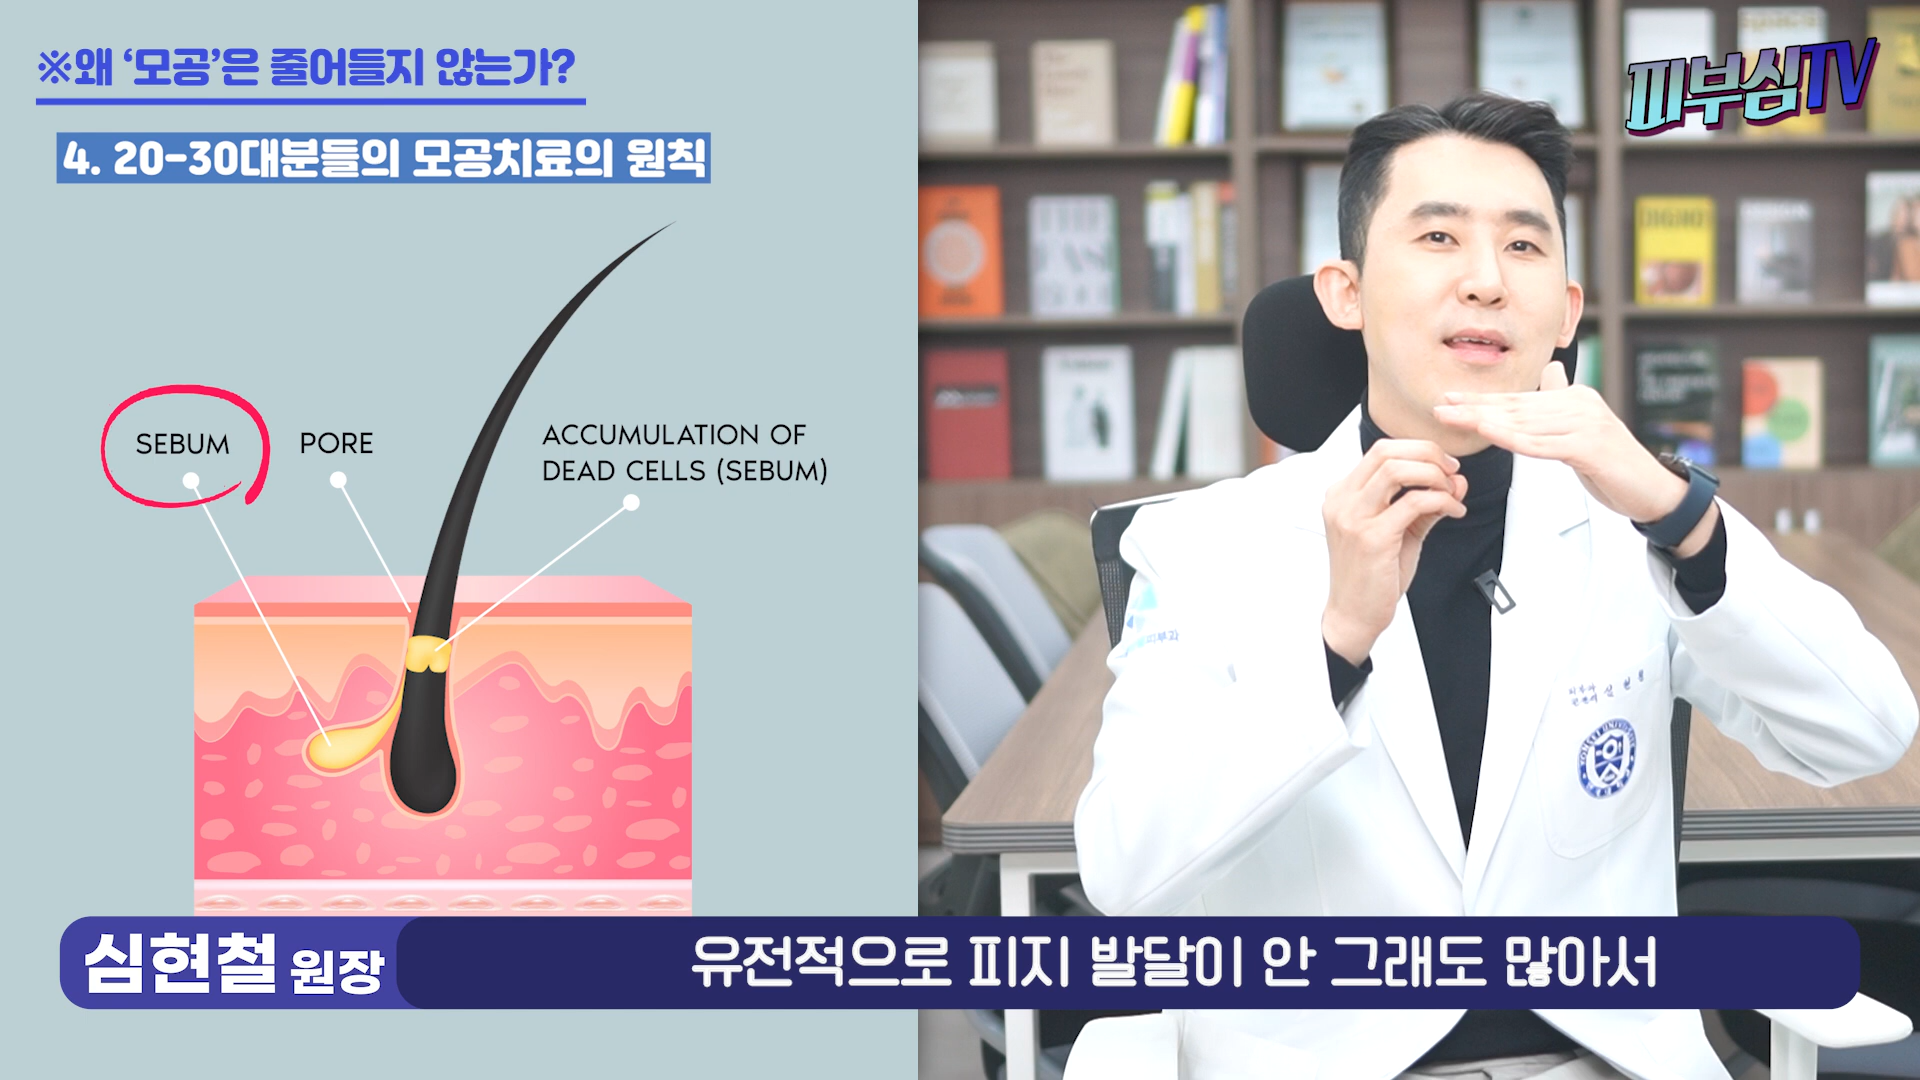 ※왜 ‘모공’은 줄어들지 않는가?
피부심TV
4. 20-30대분들의 모공치료의 원칙
SEBUM
PORE
ACCUMULATION OF
DEAD CELLS (SEBUM)
심현철 원장
유전적으로 피지 발달이 안 그래도 많아서